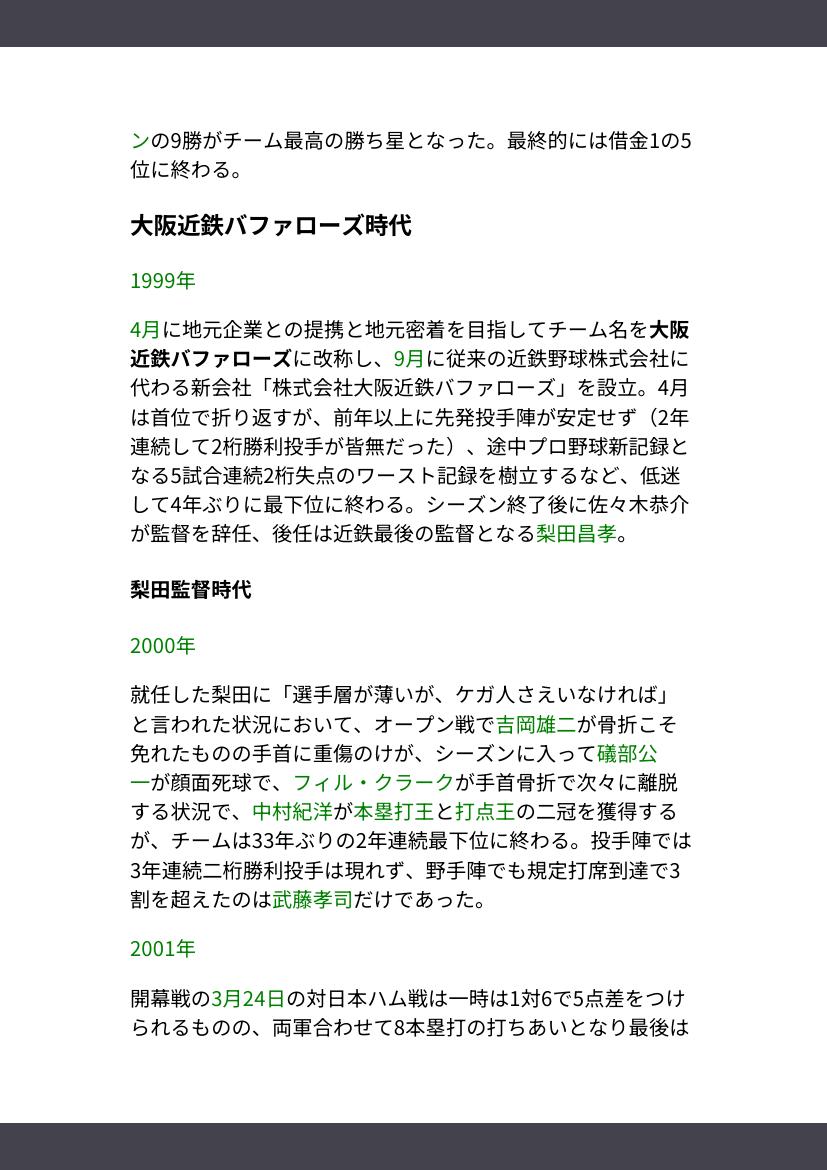 ンの9勝がチーム最高の勝ち星となった。最終的には借金1の5
位に終わる。
大阪近鉄バファローズ時代
1999年
4月に地元企業との提携と地元密着を目指してチーム名を大阪
近鉄バファローズに改称し、9月に従来の近鉄野球株式会社に
代わる新会社「株式会社大阪近鉄バファローズ」を設立。4月
は首位で折り返すが、前年以上に先発投手陣が安定せず（2年
連続して2桁勝利投手が皆無だった）、途中プロ野球新記録と
なる5試合連続2桁失点のワースト記録を樹立するなど、低迷
して4年ぶりに最下位に終わる。シーズン終了後に佐々木恭介
が監督を辞任、後任は近鉄最後の監督となる梨田昌孝。
梨田監督時代
2000年
就任した梨田に「選手層が薄いが、ケガ人さえいなければ」
と言われた状況において、オープン戦で吉岡雄二が骨折こそ
免れたものの手首に重傷のけが、シーズンに入って礒部公
一が顔面死球で、フィル・クラークが手首骨折で次々に離脱
する状況で、中村紀洋が本塁打王と打点王の二冠を獲得する
が、チームは33年ぶりの2年連続最下位に終わる。投手陣では
3年連続二桁勝利投手は現れず、野手陣でも規定打席到達で3
割を超えたのは武藤孝司だけであった。
2001年
開幕戦の3月24日の対日本ハム戦は一時は1対6で5点差をつけ
られるものの、両軍合わせて8本塁打の打ちあいとなり最後は